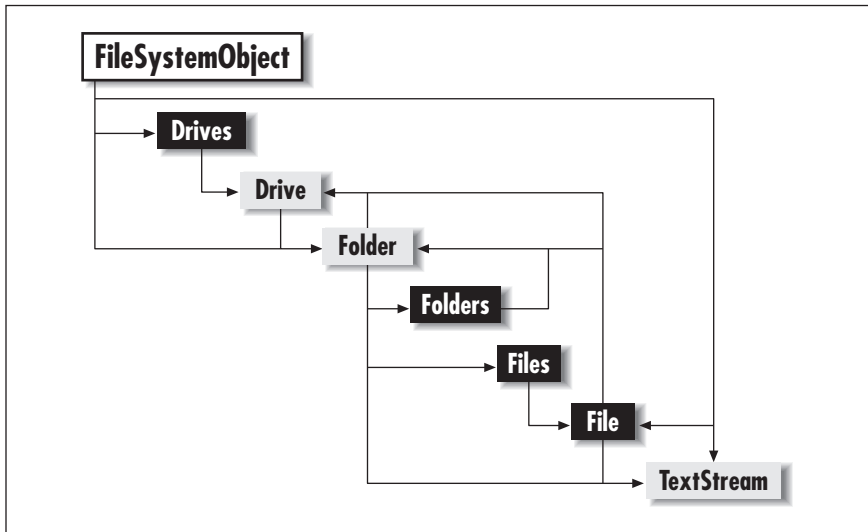 FileSystemObject
Drives
Drive
Folder
Folders
Files
File
TextStream